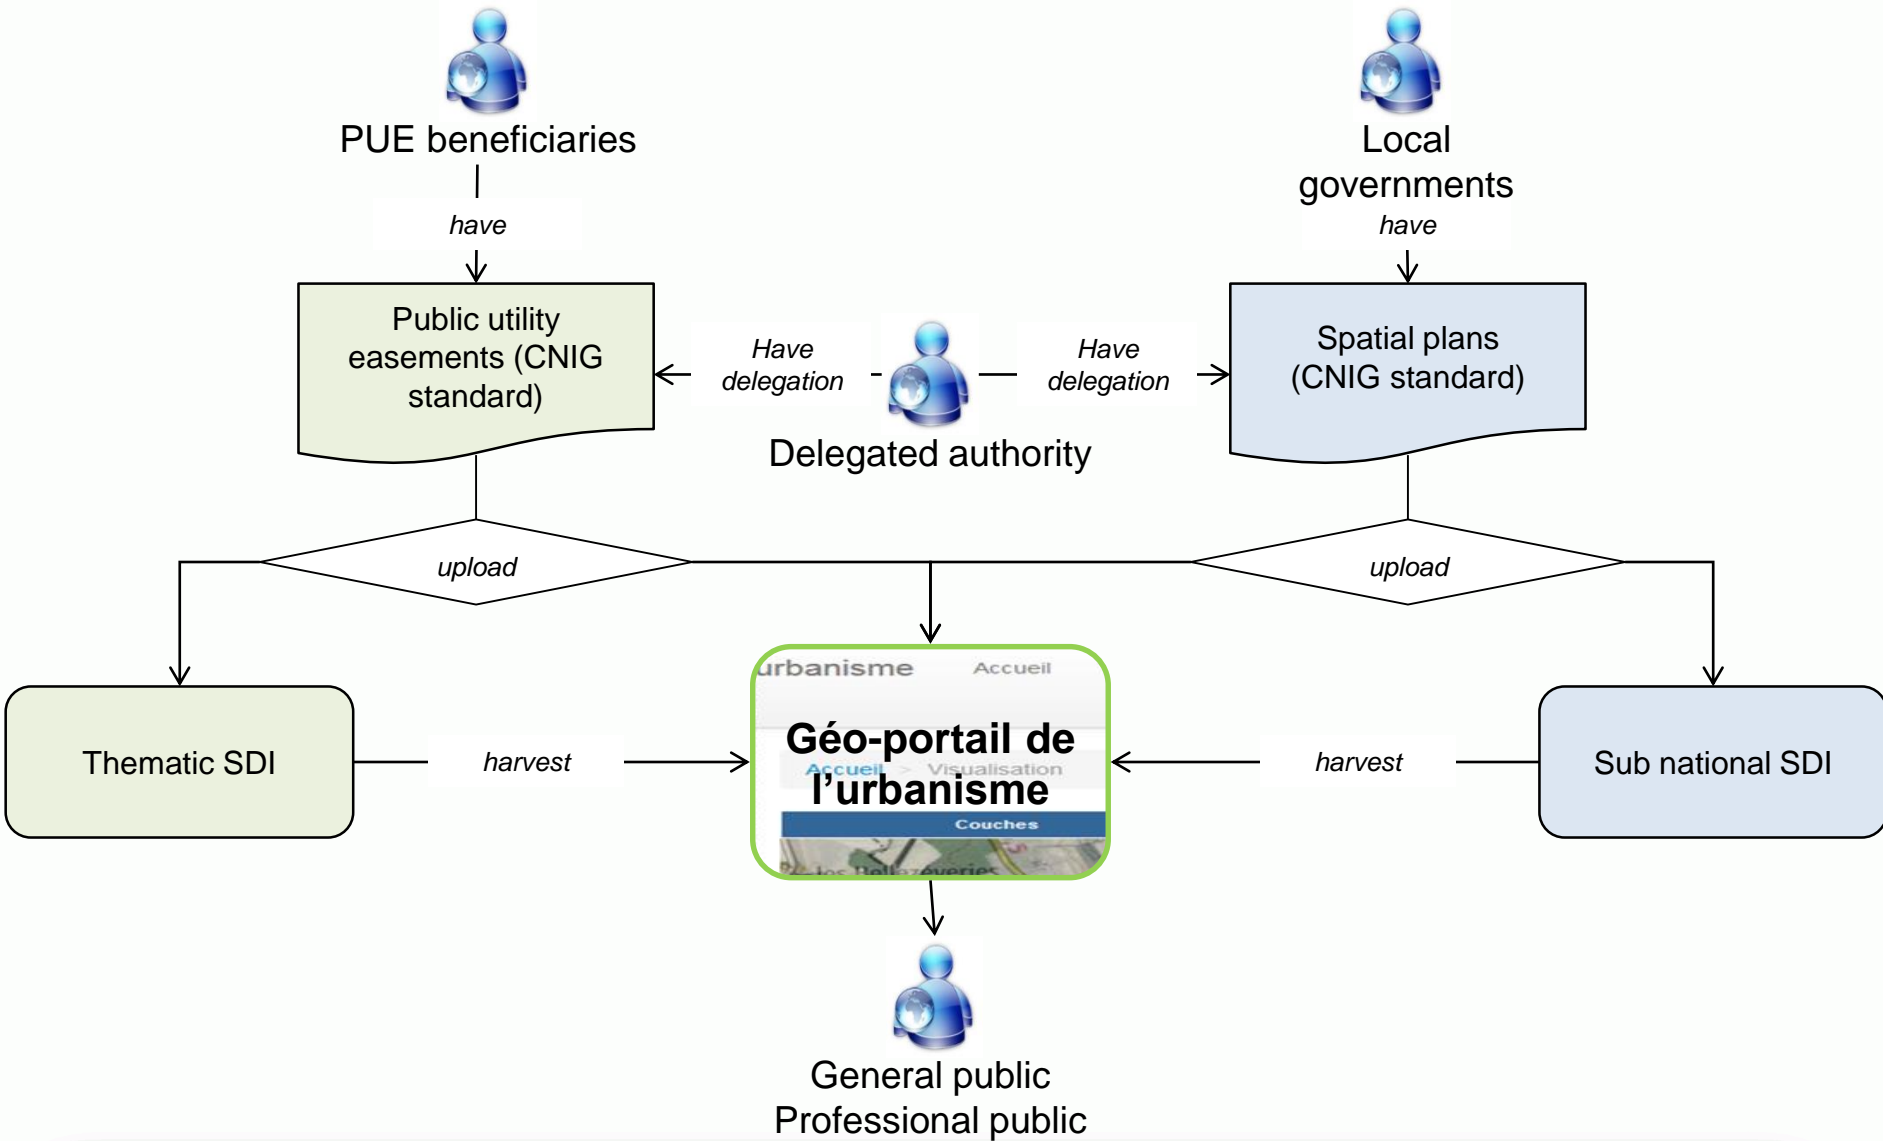 PUE beneficiaries
Local
governments
have
have
Public utility
easements (CNIG
standard)
Have
delegation
Have
delegation
Spatial plans
(CNIG standard)
Delegated authority
upload
upload
urbanisme Accueil
Géo-portail de
Accueil > Visualisation
l’urbanisme
Couches
Thematic SDI
harvest
harvest
Sub national SDI
General public
Professional public